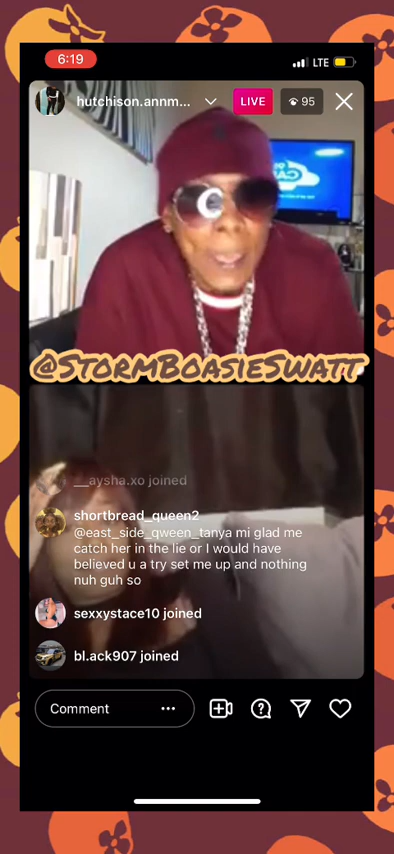 6:19
LTE
hutchison.annm...
LIVE
95
@StormBoasieSwatt
__aysha.xo joined
shortbread_queen2
@east_side_qween_tanya mi glad me
catch her in the lie or I would have
believed u a try set me up and nothing
nuh guh so
sexxystace10 joined
bl.ack907 joined
Comment